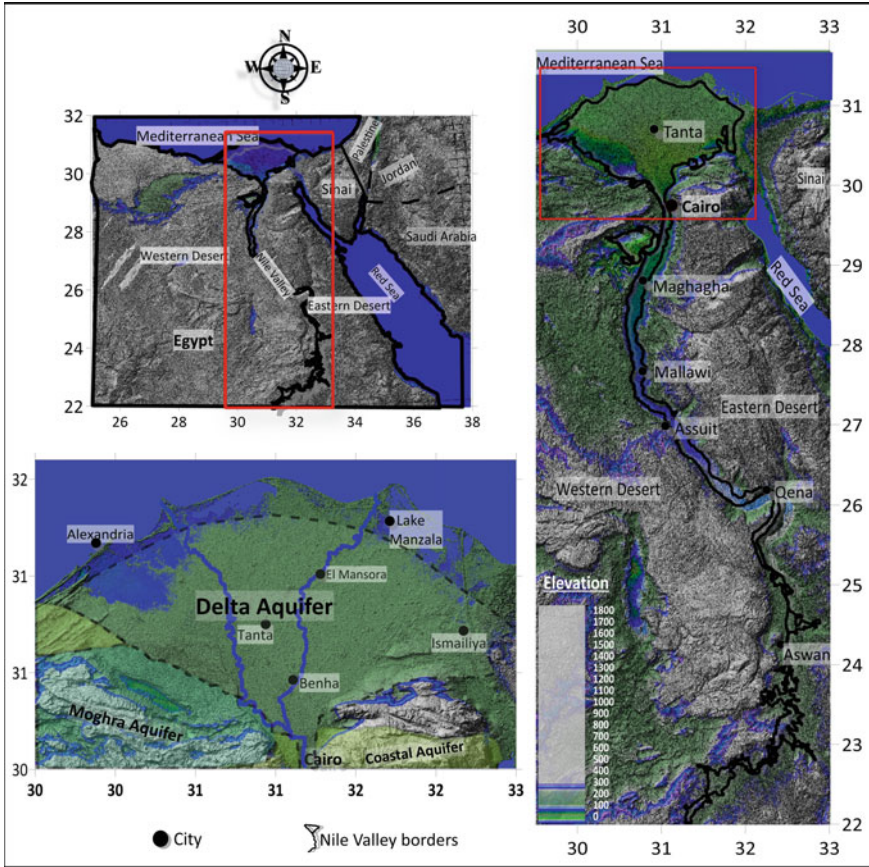 N
W E
S
32
30
28
26
24
22
26 28 30 32 34 36 38
Mediterranean Sea
Palestine
Jordan
Sinai
Saudi Arabia
Western Desert
Nile Valley
Red Sea
Eastern Desert
Egypt
32
31
31
30
30 30 31 31 32 32 33
Alexandria
Lake
Manzala
El Mansora
Delta Aquifer
Tanta
Ismailiya
Benha
Moghra Aquifer
Cairo
Coastal Aquifer
City
Nile Valley borders
30 31 32 33
Mediterranean Sea
31
Tanta
Sinai
30
Cairo
Red Sea
29
Maghagha
28
Mallawi
Eastern Desert
Assuit
27
Western Desert
Qena
26
Elevation
25
1800
1700
1600
1500
1400
1300
1200
1100
1000
900
800
700
600
500
400
300
200
100
0
Aswan
24
23
22
30 31 32 33